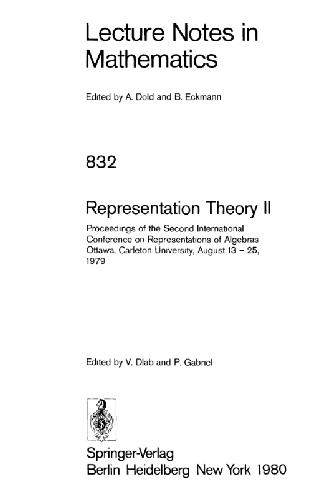 Lecture Notes in
Mathematics
Edited by A. Dold and B. Eckmann
832
Representation Theory II
Proceedings of the Second International
Conference on Representations of Algebras
Ottawa, Carleton University, August 13 – 25,
1979
Edited by V. Dlab and P. Gabriel
Springer-Verlag
Berlin Heidelberg New York 1980